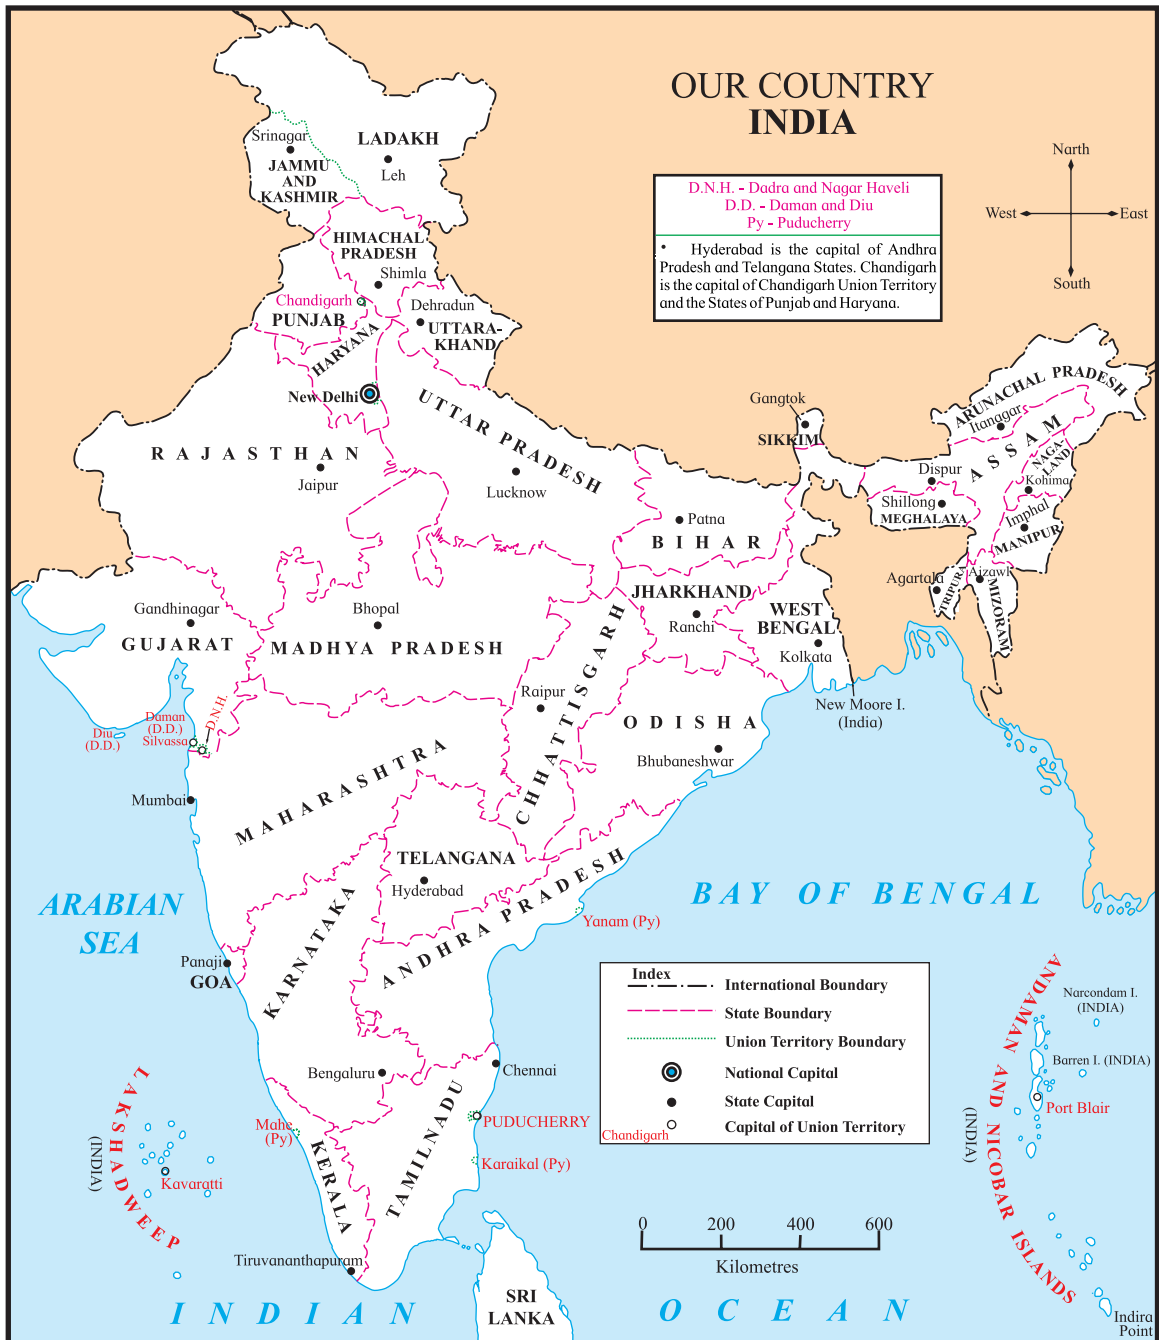 OUR COUNTRY
INDIA
North
West
East
South
D.N.H. - Dadra and Nagar Haveli
D.D. - Daman and Diu
Py - Puducherry
• Hyderabad is the capital of Andhra
Pradesh and Telangana States. Chandigarh
is the capital of Chandigarh Union Territory
and the States of Punjab and Haryana.
Srinagar
LADAKH
Leh
JAMMU
AND
KASHMIR
HIMACHAL
PRADESH
Shimla
Chandigarh
PUNJAB
Dehradun
UTTARA-
KHAND
HARYANA
New Delhi
UTTAR PRADESH
Lucknow
RAJASTHAN
Jaipur
Gangtok
SIKKIM
ARUNACHAL PRADESH
Itanagar
ASSAM
Dispur
NAGA-
LAND
Kohima
Shillong
MEGHALAYA
Imphal
MANIPUR
Agartala
TRIPURA
Aizawl
MIZORAM
Patna
BIHAR
JHARKHAND
Ranchi
WEST
BENGAL
Kolkata
New Moore I.
(India)
Gandhinagar
GUJARAT
Bhopal
MADHYA PRADESH
Raipur
CHHATTISGARH
ODISHA
Bhubaneshwar
Diu
(D.D.)
Daman
(D.D.)
Silvassa
D.N.H.
Mumbai
MAHARASHTRA
TELANGANA
Hyderabad
ANDHRA PRADESH
Yanam (Py)
ARABIAN
SEA
BAY OF BENGAL
Panaji
GOA
KARNATAKA
Bengaluru
Chennai
PUDUCHERRY
Karaikal (Py)
TAMILNADU
Mahe
(Py)
KERALA
Tiruvananthapuram
LAKSHADWEEP
(INDIA)
Kavaratti
Index
International Boundary
State Boundary
Union Territory Boundary
National Capital
State Capital
Chandigarh
Capital of Union Territory
ANDAMAN AND NICOBAR ISLANDS
(INDIA)
Narcondam I.
(INDIA)
Barren I. (INDIA)
Port Blair
Indira
Point
0 200 400 600
Kilometres
SRI
LANKA
INDIAN OCEAN